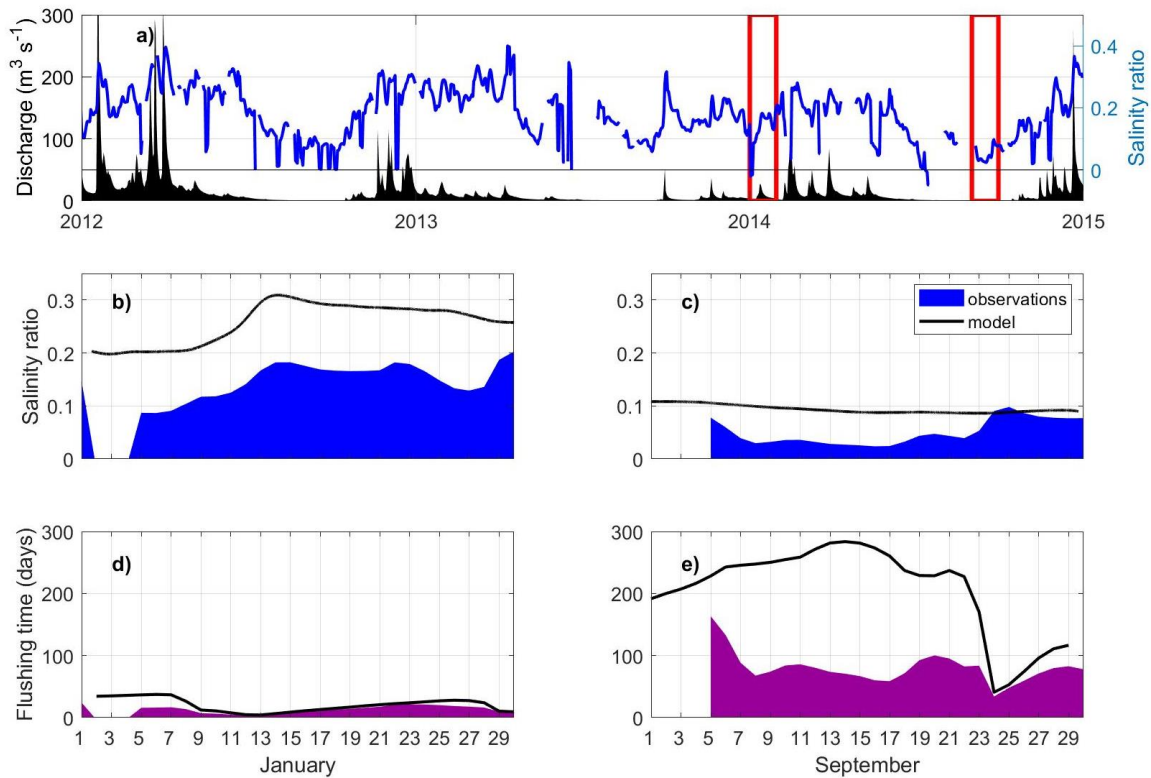 a)
Discharge (m³ s⁻¹)
300
200
100
0
0.4
0.2
0
Salinity ratio
2012 2013 2014 2015
b)
Salinity ratio
0.3
0.2
0.1
0
c)
0.3
0.2
0.1
0
observations
model
d)
Flushing time (days)
300
200
100
0
1 3 5 7 9 11 13 15 17 19 21 23 25 27 29
January
e)
300
200
100
0
1 3 5 7 9 11 13 15 17 19 21 23 25 27 29
September